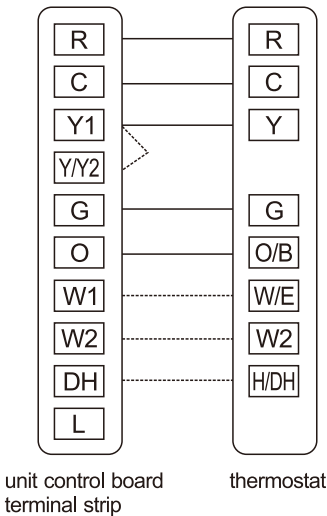 R R
C C
Y1 Y
Y/Y2
G G
O O/B
W1 W/E
W2 W2
DH H/DH
L
unit control board thermostat
terminal strip